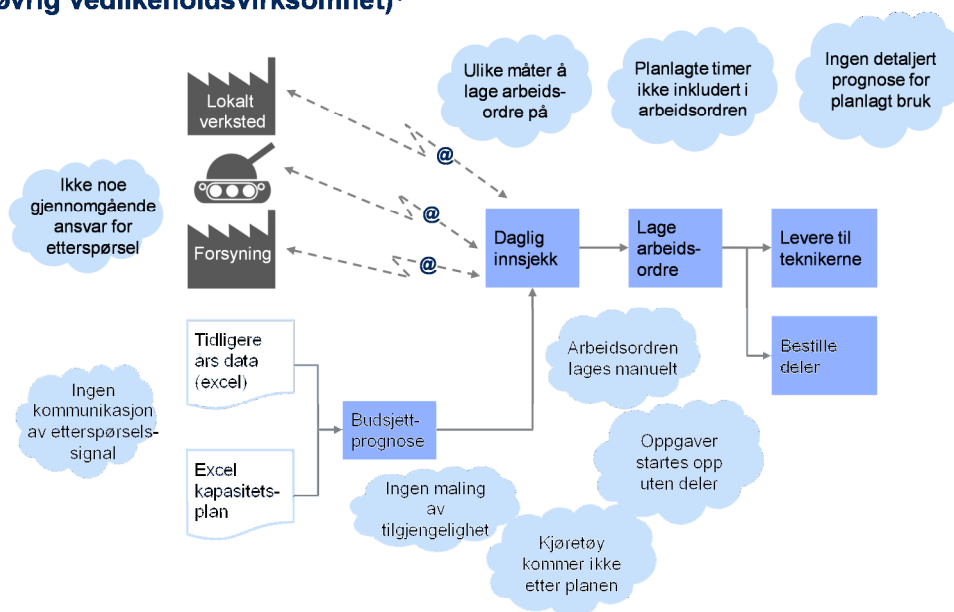 øvrig vedlikeholdsvirksomhet)*
Ulike måter å
lage arbeids-
ordre på
Planlagte timer
ikke inkludert i
arbeidsordren
Ingen detaljert
prognose for
planlagt bruk
Lokalt
verksted
@
@
@
Ikke noe
gjennomgående
ansvar for
etterspørsel
Forsyning
Daglig
innsjekk
Lage
arbeids-
ordre
Levere til
teknikerne
Tidligere
års data
(excel)
Arbeidsordren
lages manuelt
Bestille
deler
Ingen
kommunikasjon
av etterspørsels-
signal
Budsjett-
prognose
Oppgaver
startes opp
uten deler
Excel
kapasitets-
plan
Ingen maling
av
tilgjengelighet
Kjøretøy
kommer ikke
etter planen